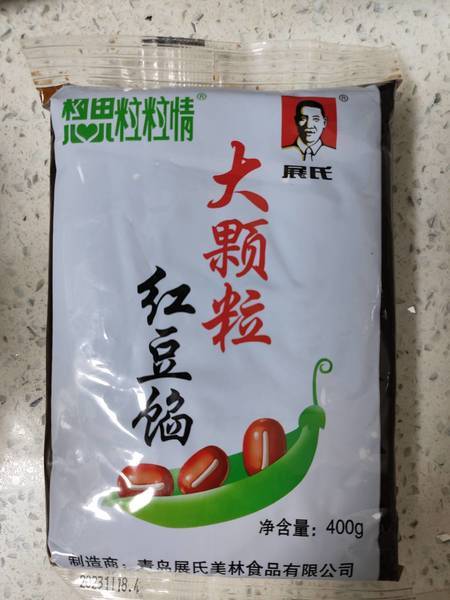 想思粒粒情®
®
展氏
大颗粒
红豆馅
净含量：400g
制造商：青岛展氏美林食品有限公司
20231118.A